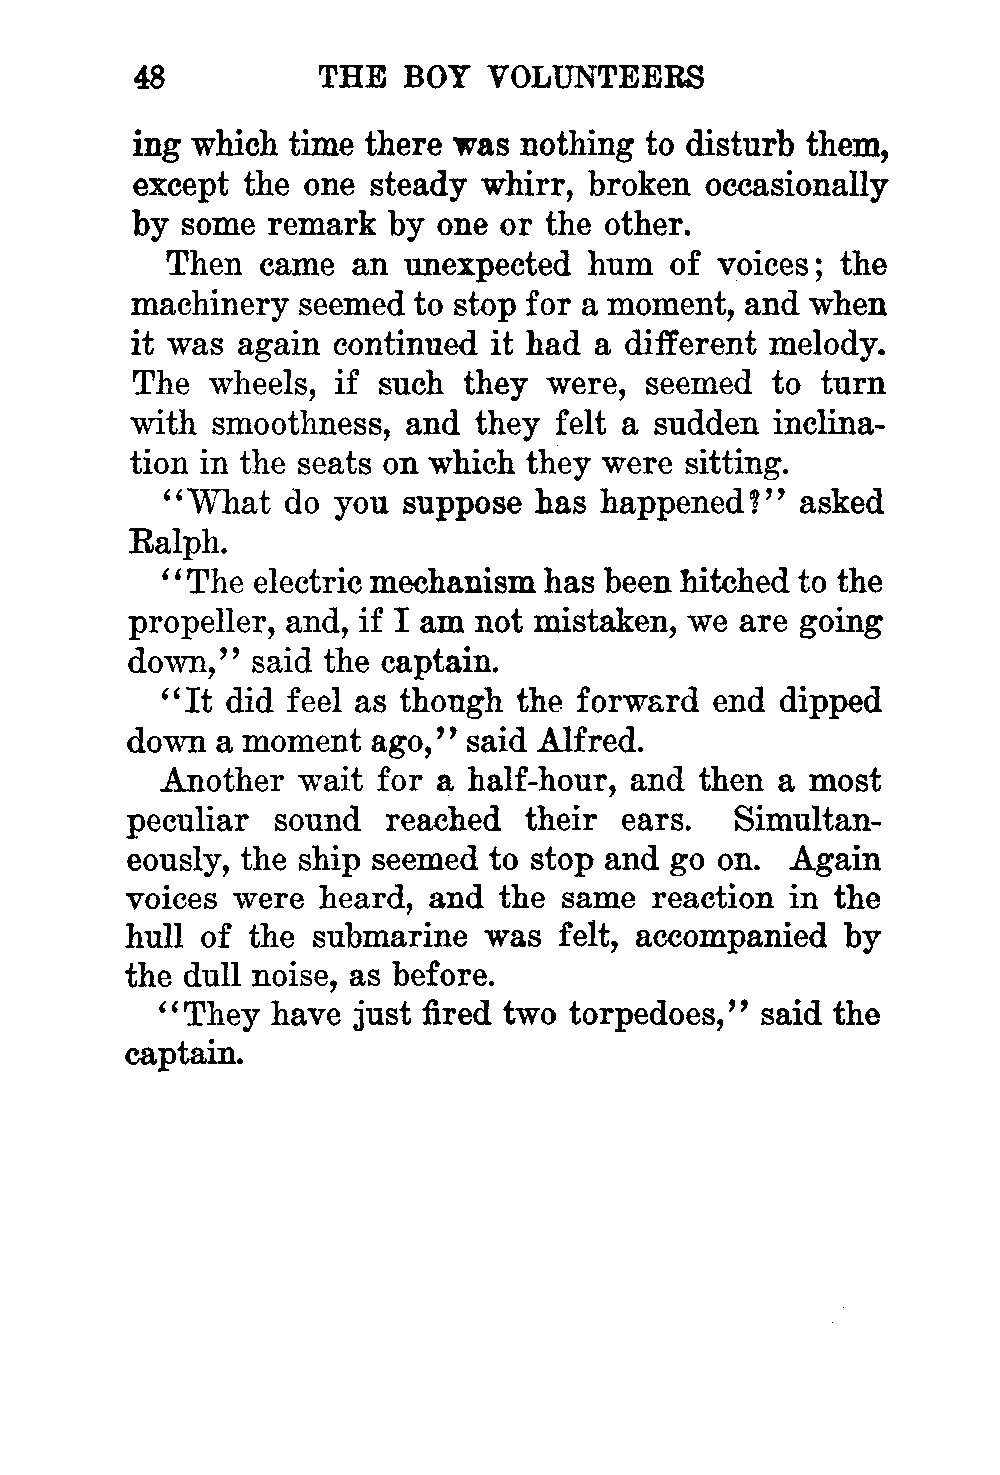 48 THE BOY VOLUNTEERS
ing which time there was nothing to disturb them,
except the one steady whirr, broken occasionally
by some remark by one or the other.
Then came an unexpected hum of voices; the
machinery seemed to stop for a moment, and when
it was again continued it had a different melody.
The wheels, if such they were, seemed to turn
with smoothness, and they felt a sudden inclina-
tion in the seats on which they were sitting.
"What do you suppose has happened?" asked
Ralph.
"The electric mechanism has been hitched to the
propeller, and, if I am not mistaken, we are going
down," said the captain.
"It did feel as though the forward end dipped
down a moment ago," said Alfred.
Another wait for a half-hour, and then a most
peculiar sound reached their ears. Simultan-
eously, the ship seemed to stop and go on. Again
voices were heard, and the same reaction in the
hull of the submarine was felt, accompanied by
the dull noise, as before.
"They have just fired two torpedoes," said the
captain.